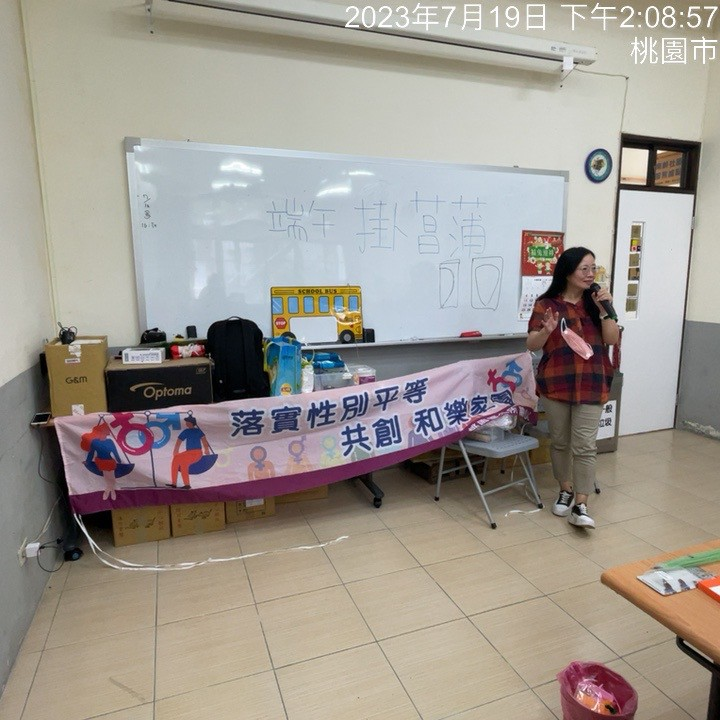 2023年7月19日 下午2:08:57
桃園市
端午 掛 菖蒲
SCHOOL BUS
G&M
Optoma
落實性別平等
共創 和樂家